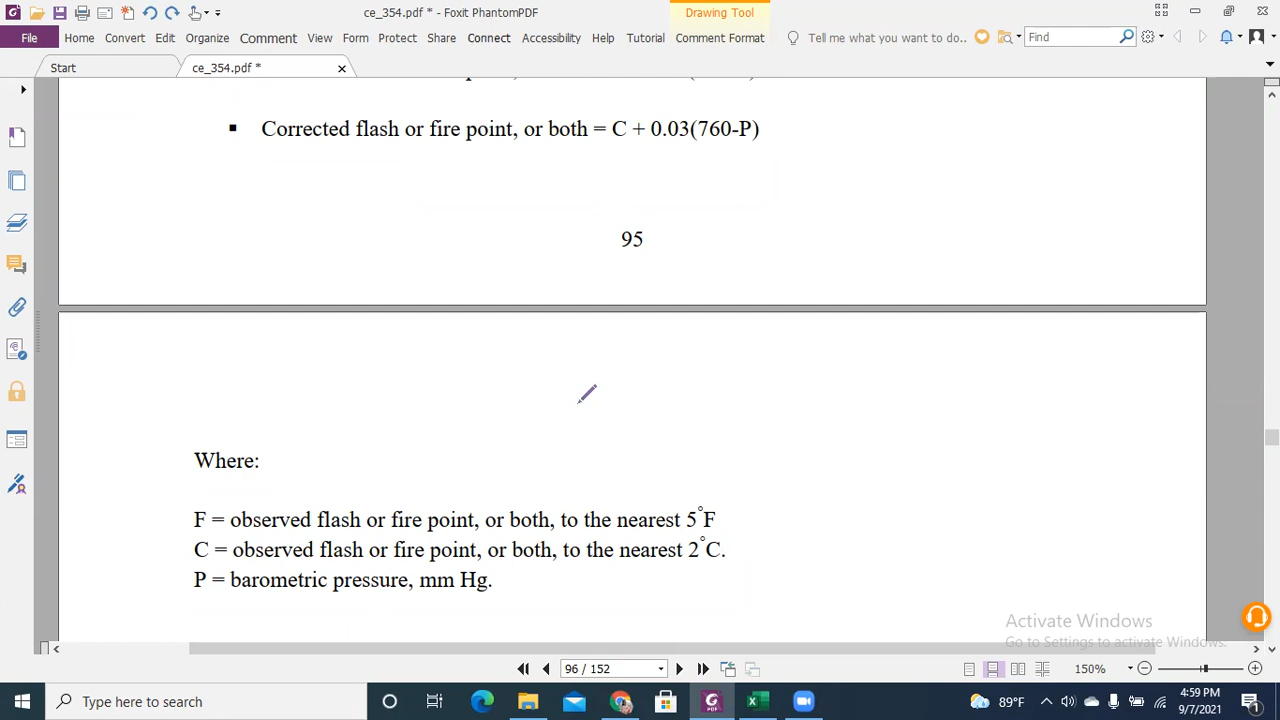 ce_354.pdf * - Foxit PhantomPDF
Drawing Tool
File Home Convert Edit Organize Comment View Form Protect Share Connect Accessibility Help Tutorial Comment Format Tell me what you want to do.. Find
Start ce_354.pdf *
▪ Corrected flash or fire point, or both = C + 0.03(760-P)
95
Where:
F = observed flash or fire point, or both, to the nearest 5°F
C = observed flash or fire point, or both, to the nearest 2°C.
P = barometric pressure, mm Hg.
Activate Windows
Go to Settings to activate Windows.
96 / 152 150%
Type here to search 89°F 4:59 PM
9/7/2021